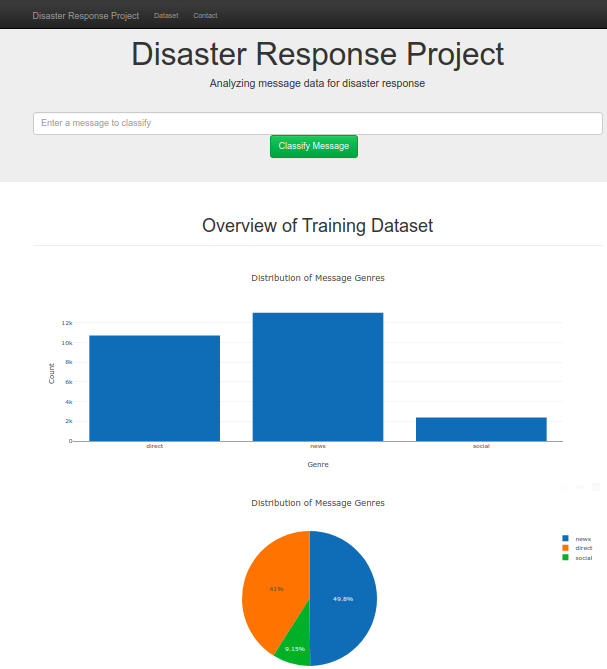 Disaster Response Project Dataset Contact
Disaster Response Project
Analyzing message data for disaster response
Enter a message to classify
Classify Message
Overview of Training Dataset
Distribution of Message Genres
12k
10k
8k
6k
4k
2k
0
Count
direct news social
Genre
Distribution of Message Genres
news
direct
social
41%
49.8%
9.15%